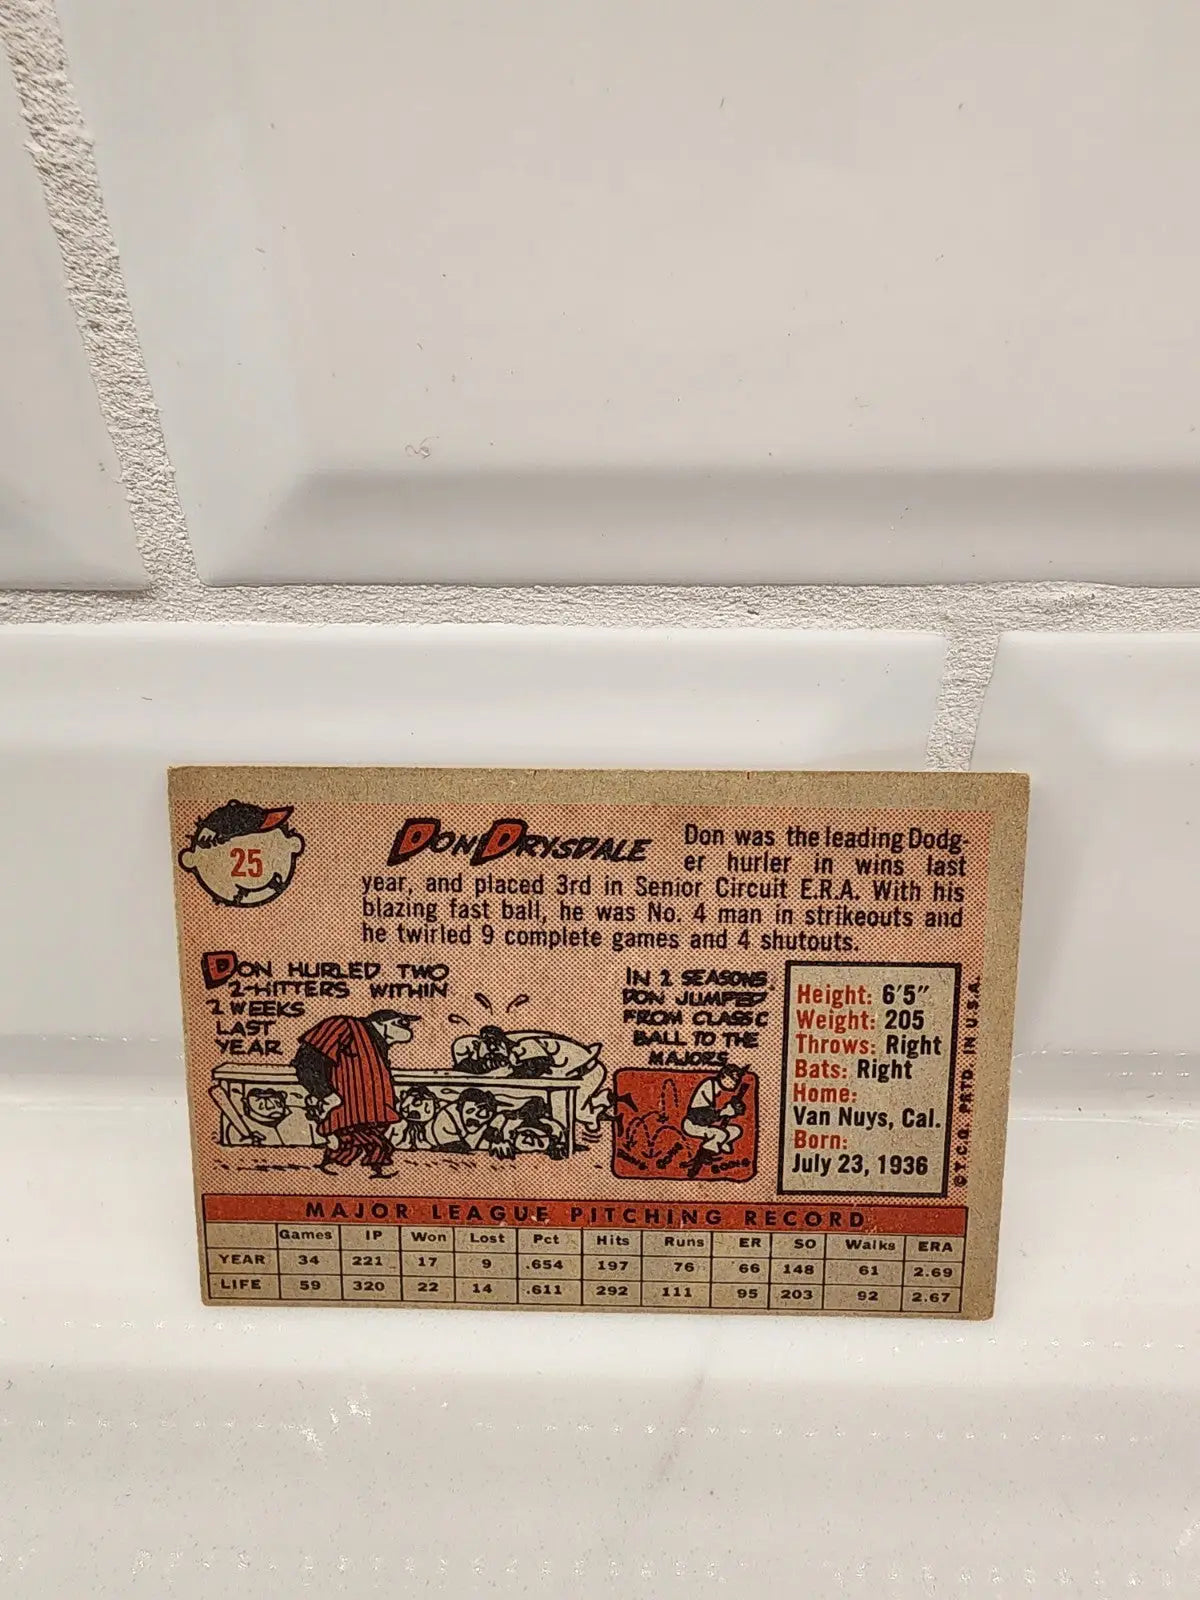 25
DON DRYSDALE
Don was the leading Dodg-
er hurler in wins last
year, and placed 3rd in Senior Circuit E.R.A. With his
blazing fast ball, he was No. 4 man in strikeouts and
he twirled 9 complete games and 4 shutouts.
DON HURLED TWO
2-HITTERS WITHIN
2 WEEKS
LAST
YEAR
IN 2 SEASONS
DON JUMPED
FROM CLASS C
BALL TO THE
MAJORS
BOING BOING BOING
Height: 6'5"
Weight: 205
Throws: Right
Bats: Right
Home:
Van Nuys, Cal.
Born:
July 23, 1936
© T.C.G. PRTD. IN U.S.A.
MAJOR LEAGUE PITCHING RECORD
Games IP Won Lost Pct Hits Runs ER SO Walks ERA
YEAR 34 221 17 9 .654 197 76 66 148 61 2.69
LIFE 59 320 22 14 .611 292 111 95 203 92 2.67